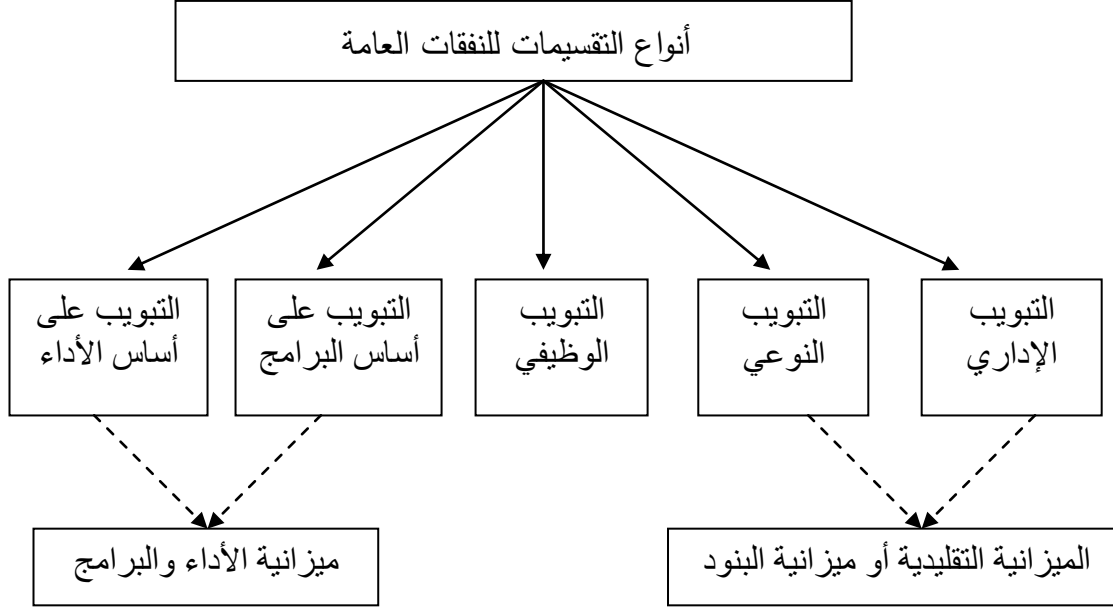 أنواع التقسيمات للنفقات العامة
التبويب
الإداري
التبويب
النوعي
التبويب
الوظيفي
التبويب على
أساس البرامج
التبويب على
أساس الأداء
الميزانية التقليدية أو ميزانية البنود
ميزانية الأداء والبرامج